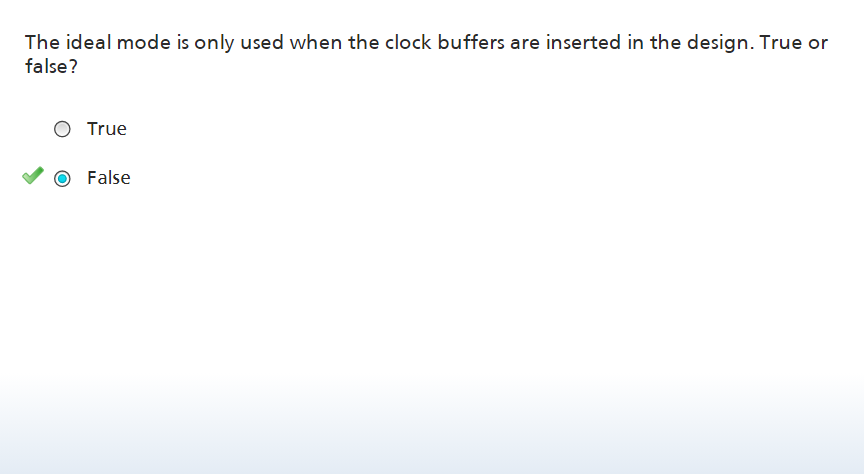 The ideal mode is only used when the clock buffers are inserted in the design. True or
false?
True
False